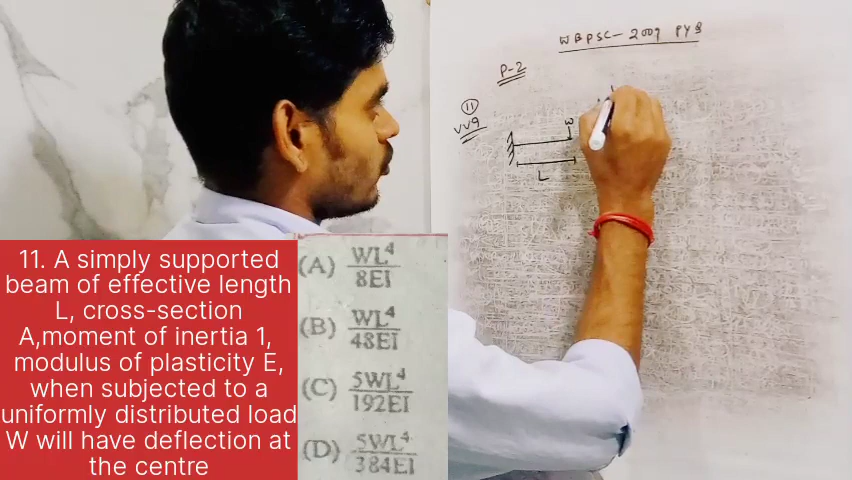 WBPSC - 2009 PYQ
P-2
11
VVQ
W
L
11. A simply supported
beam of effective length
L, cross-section
A,moment of inertia 1,
modulus of plasticity E,
when subjected to a
uniformly distributed load
W will have deflection at
the centre
(A) WL⁴/8EI
(B) WL⁴/48EI
(C) 5WL⁴/192EI
(D) 5WL⁴/384EI